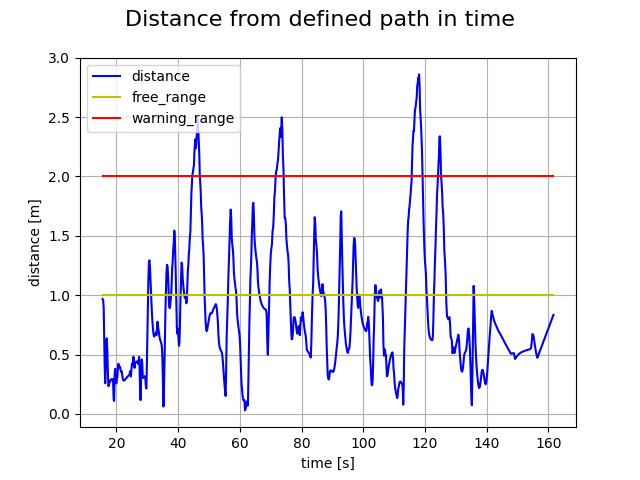 Distance from defined path in time
distance
free_range
warning_range
distance [m]
3.0
2.5
2.0
1.5
1.0
0.5
0.0
20 40 60 80 100 120 140 160
time [s]